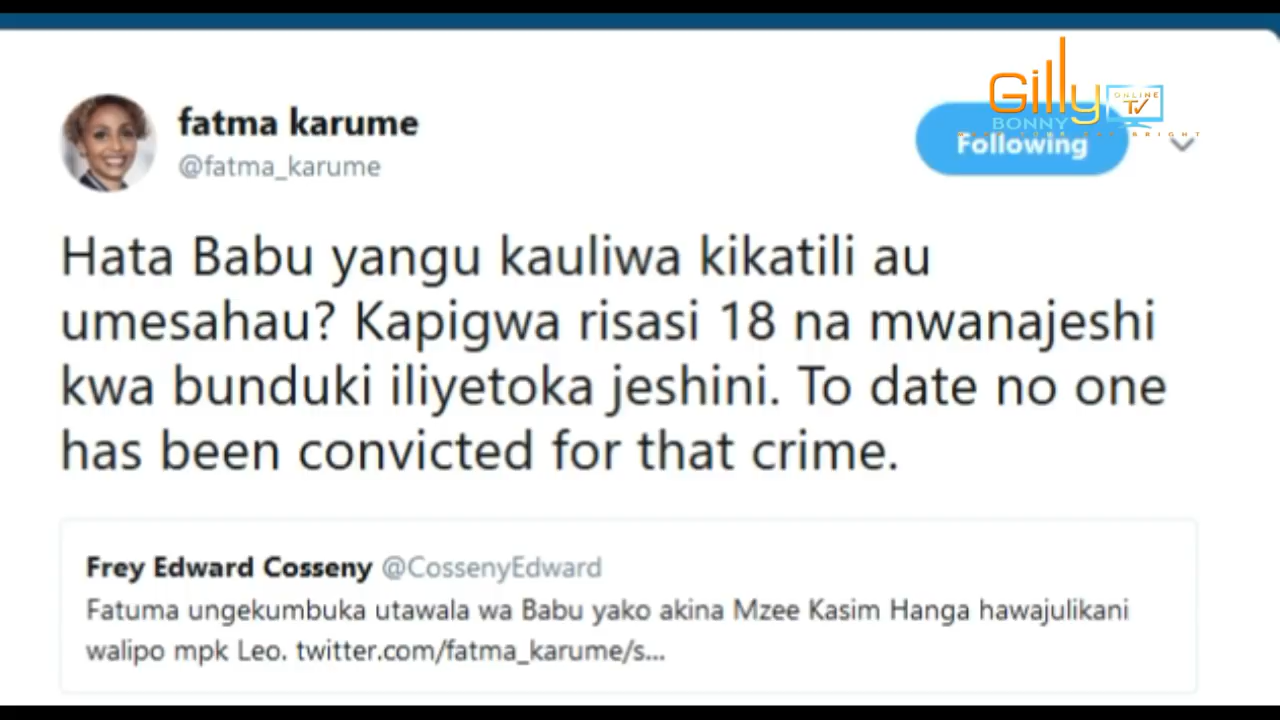 Gilly
ONLINE
TV
BONNY
fatma karume
@fatma_karume
Following
Hata Babu yangu kauliwa kikatili au
umesahau? Kapigwa risasi 18 na mwanajeshi
kwa bunduki iliyetoka jeshini. To date no one
has been convicted for that crime.
Frey Edward Cosseny @CossenyEdward
Fatuma ungekumbuka utawala wa Babu yako akina Mzee Kasim Hanga hawajulikani
walipo mpk Leo. twitter.com/fatma_karume/s...